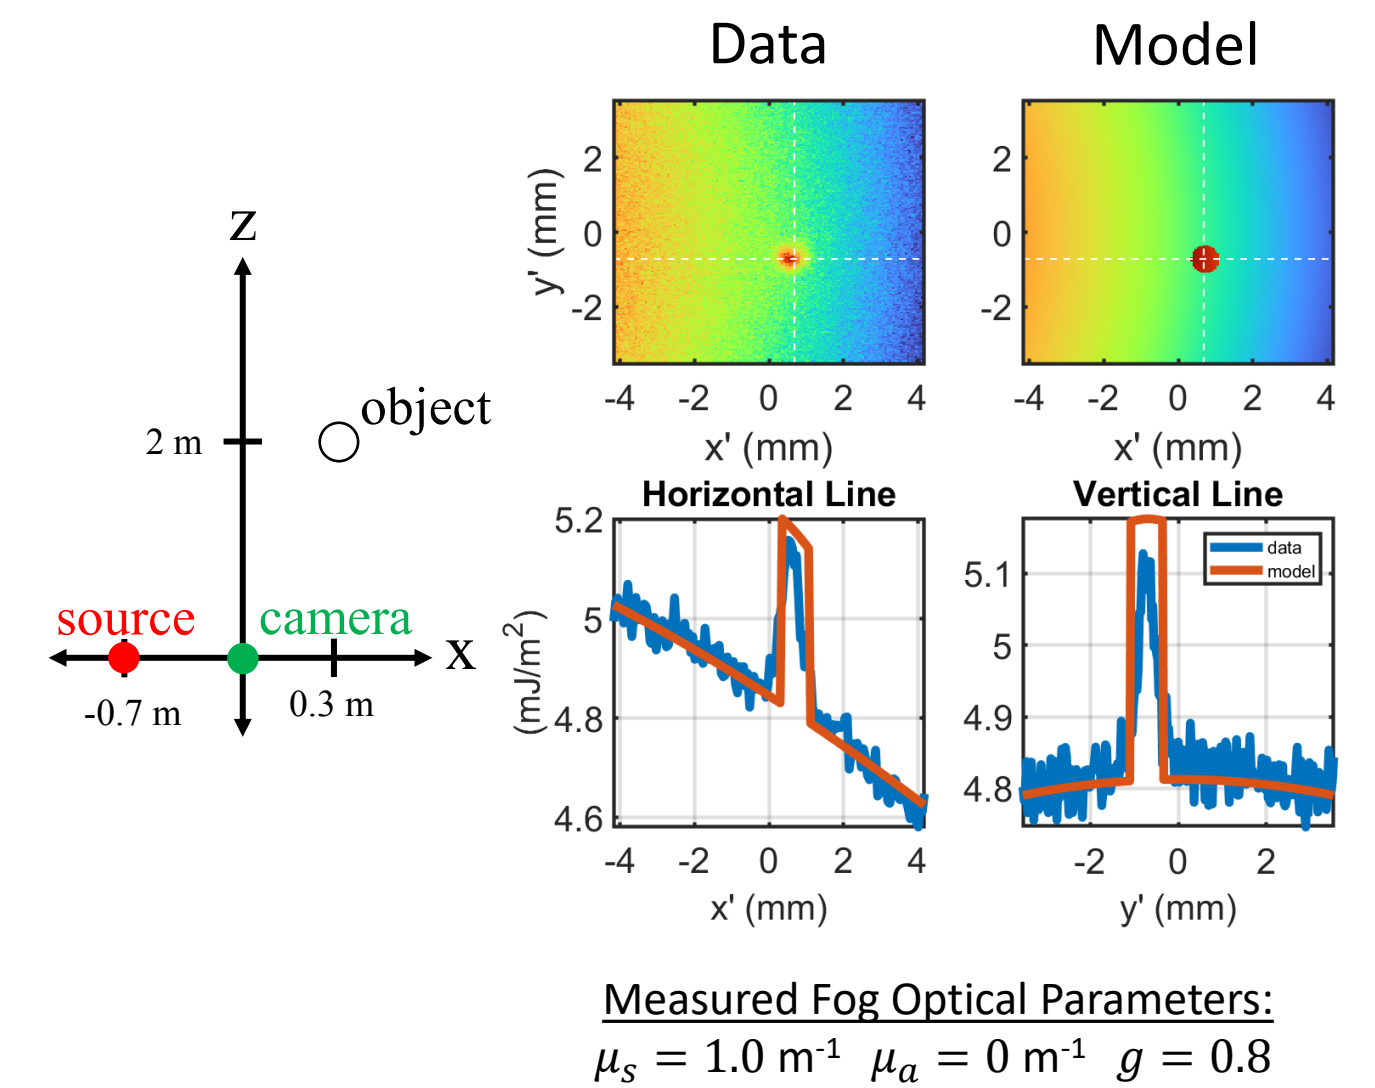 Data
Model
z
object
2 m
source
camera
x
-0.7 m
0.3 m
y' (mm)
2
0
-2
-4 -2 0 2 4
x' (mm)
2
0
-2
-4 -2 0 2 4
x' (mm)
Horizontal Line
(mJ/m²)
5.2
5
4.8
4.6
-4 -2 0 2 4
x' (mm)
Vertical Line
data
model
5.1
5
4.9
4.8
-2 0 2
y' (mm)
Measured Fog Optical Parameters:
μₛ = 1.0 m⁻¹ μₐ = 0 m⁻¹ g = 0.8